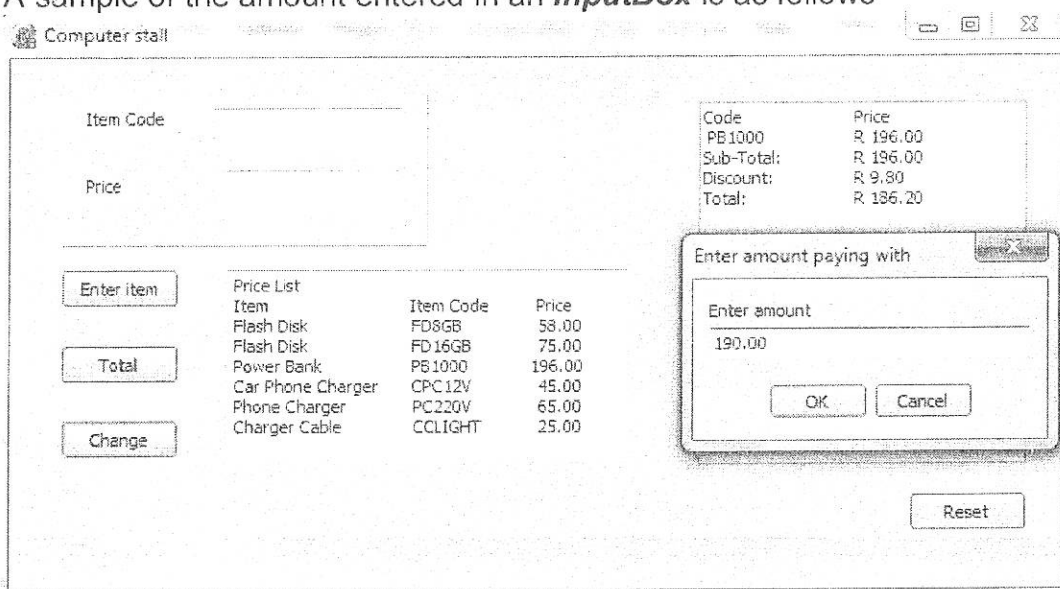 A sample of the amount entered in an InputBox is as follows
Computer stall
Item Code
Price
Code Price
PB1000 R 196.00
Sub-Total: R 196.00
Discount: R 9.80
Total: R 186.20
Enter item
Total
Change
Price List
Item Item Code Price
Flash Disk FD8GB 58.00
Flash Disk FD16GB 75.00
Power Bank PB1000 196.00
Car Phone Charger CPC12V 45.00
Phone Charger PC220V 65.00
Charger Cable CCLIGHT 25.00
Enter amount paying with
Enter amount
190.00
OK Cancel
Reset